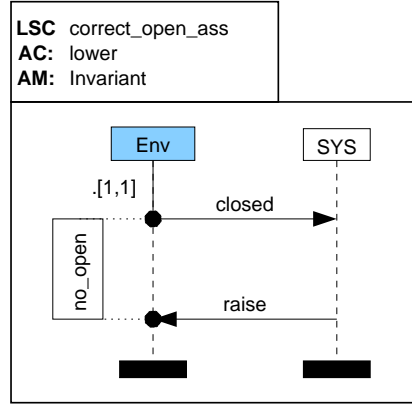 LSC correct_open_ass
AC: lower
AM: Invariant
Env
SYS
.[1,1]
closed
no_open
raise